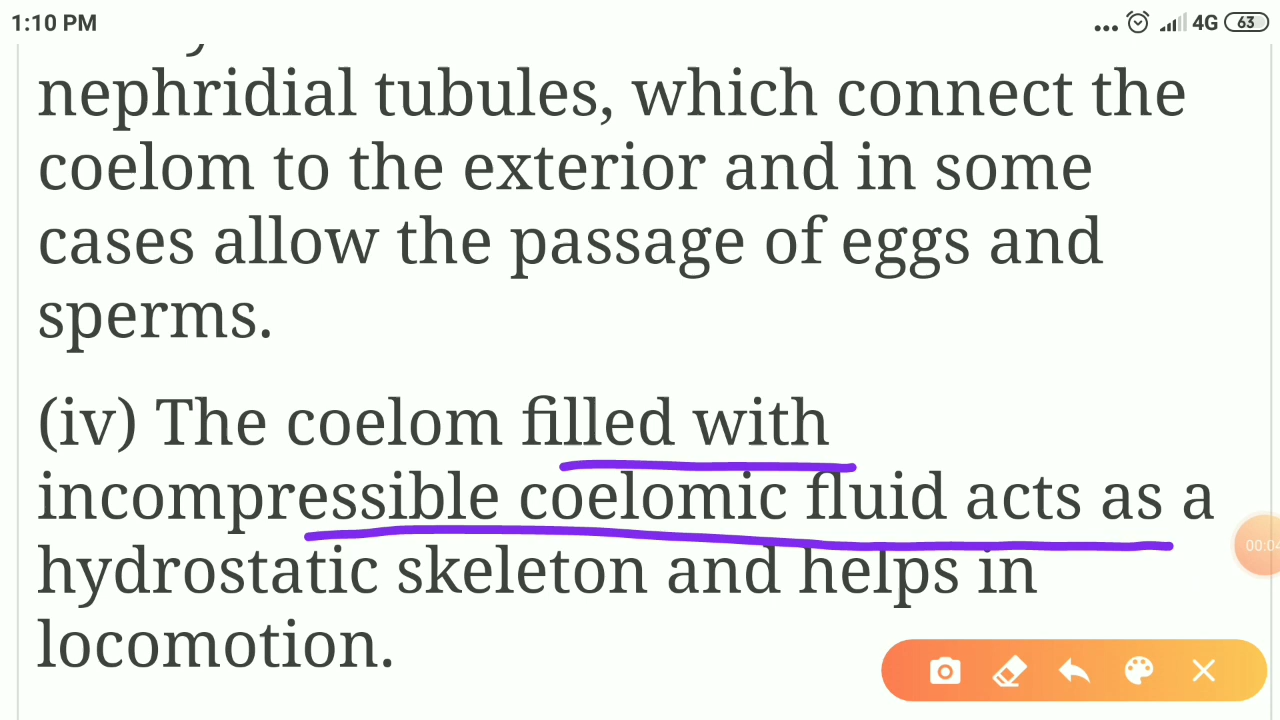 1:10 PM
4G
63
nephridial tubules, which connect the
coelom to the exterior and in some
cases allow the passage of eggs and
sperms.
(iv) The coelom filled with
incompressible coelomic fluid acts as a
00:04
hydrostatic skeleton and helps in
locomotion.